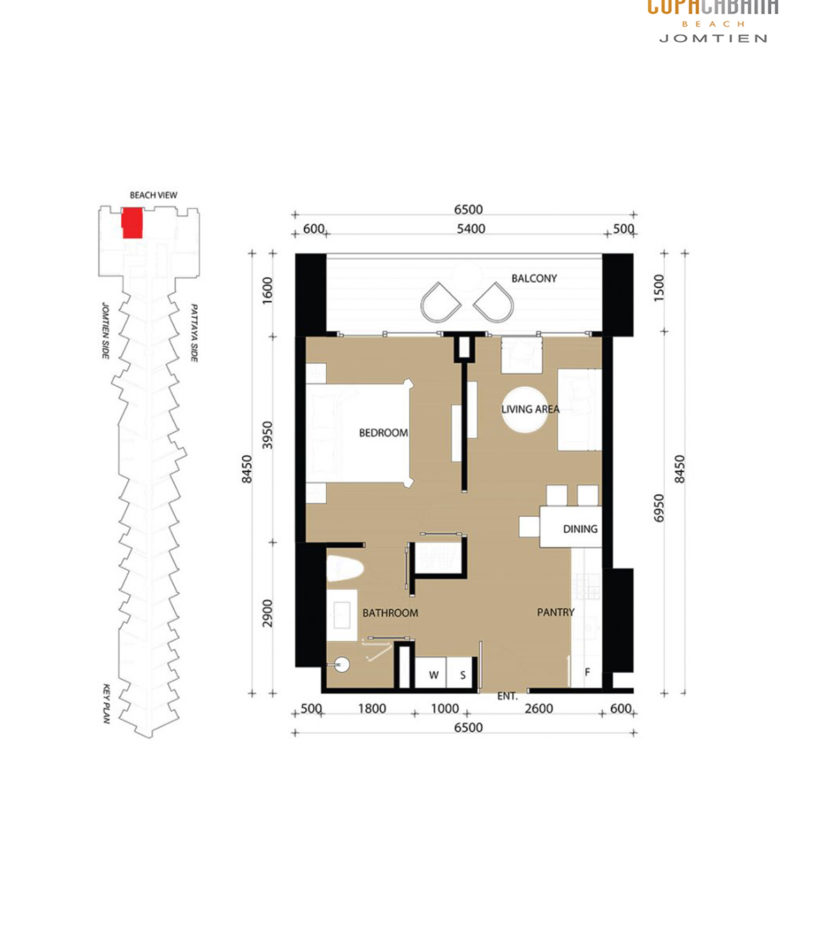 COPACABANA
BEACH
JOMTIEN
BEACH VIEW
JOMTIEN SIDE
PATTAYA SIDE
KEY PLAN
6500
600
5400
500
1600
3950
2900
8450
1500
6950
8450
BALCONY
LIVING AREA
BEDROOM
DINING
BATHROOM
PANTRY
W
S
F
ENT.
500
1800
1000
2600
600
6500